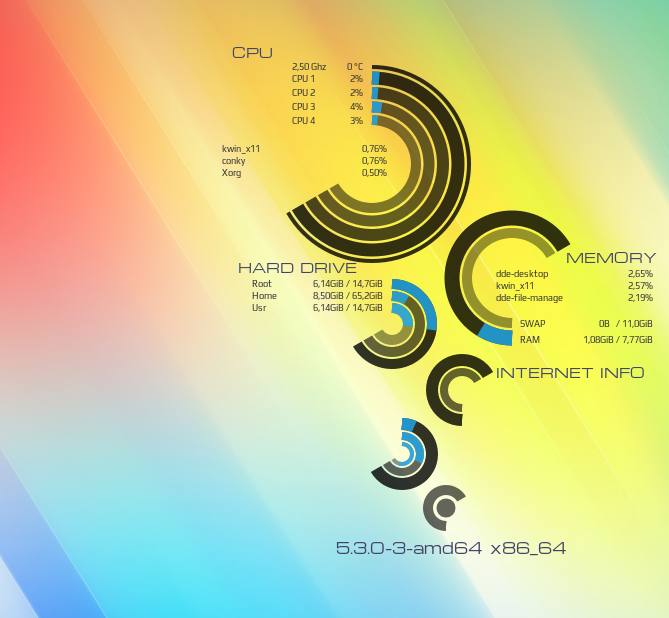 CPU
2,50 Ghz 0 °C
CPU 1 2%
CPU 2 2%
CPU 3 4%
CPU 4 3%
kwin_x11 0,76%
conky 0,76%
Xorg 0,50%
HARD DRIVE
Root 6,14GiB / 14,7GiB
Home 8,50GiB / 65,2GiB
Usr 6,14GiB / 14,7GiB
MEMORY
dde-desktop 2,65%
kwin_x11 2,57%
dde-file-manage 2,19%
SWAP 0B / 11,0GiB
RAM 1,08GiB / 7,77GiB
INTERNET INFO
5.3.0-3-amd64 x86_64